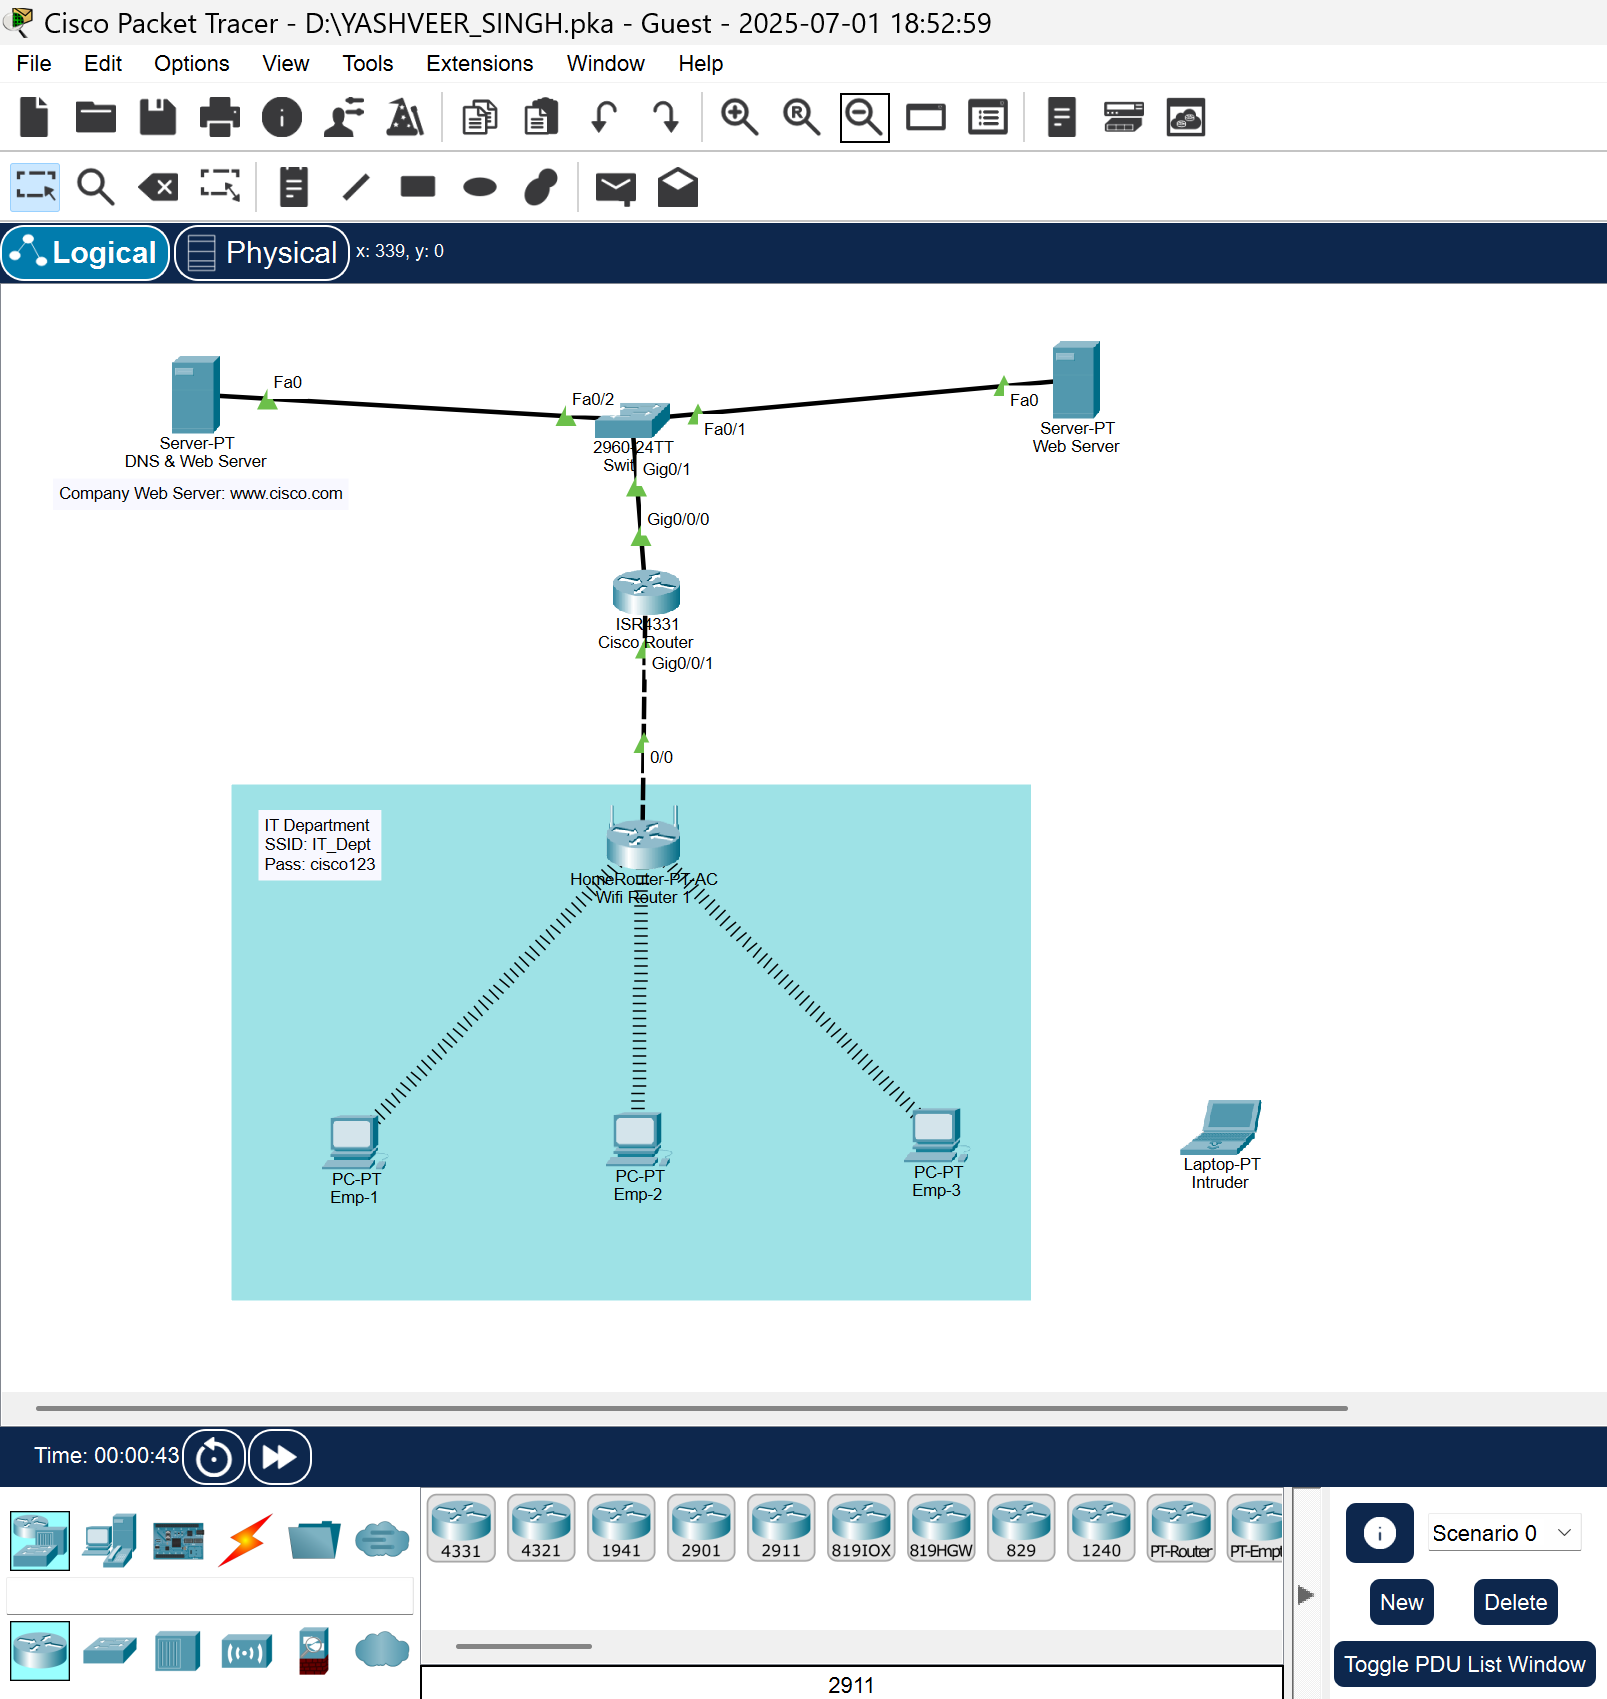 Cisco Packet Tracer - D:\YASHVEER_SINGH.pka - Guest - 2025-07-01 18:52:59
File Edit Options View Tools Extensions Window Help
R
Logical Physical x: 339, y: 0
Fa0
Fa0/2
Fa0/1
Fa0
Server-PT
DNS & Web Server
Company Web Server: www.cisco.com
2960-24TT
Swit
Gig0/1
Server-PT
Web Server
Gig0/0/0
ISR4331
Cisco Router
Gig0/0/1
0/0
IT Department
SSID: IT_Dept
Pass: cisco123
HomeRouter-PT-AC
Wifi Router 1
PC-PT
Emp-1
PC-PT
Emp-2
PC-PT
Emp-3
Laptop-PT
Intruder
Time: 00:00:43
4331 4321 1941 2901 2911 819IOX 819HGW 829 1240 PT-Router PT-Empt
2911
Scenario 0
New Delete
Toggle PDU List Window